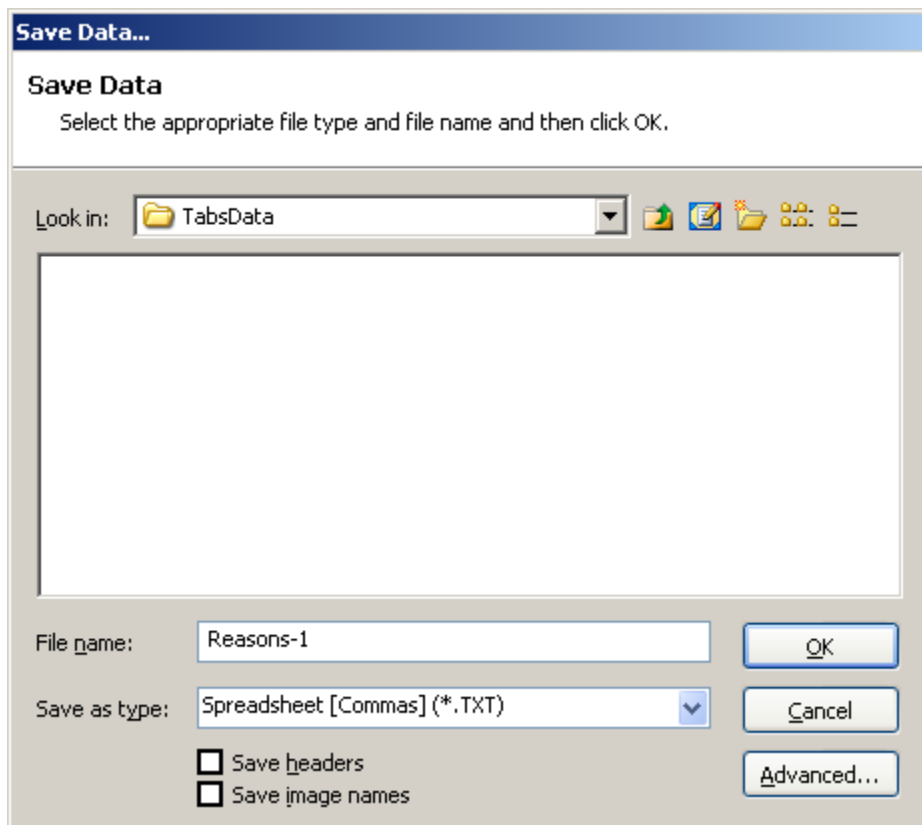 Save Data...
Save Data
Select the appropriate file type and file name and then click OK.
Look in: TabsData
File name: Reasons-1 OK
Save as type: Spreadsheet [Commas] (*.TXT) Cancel
Save headers Advanced...
Save image names